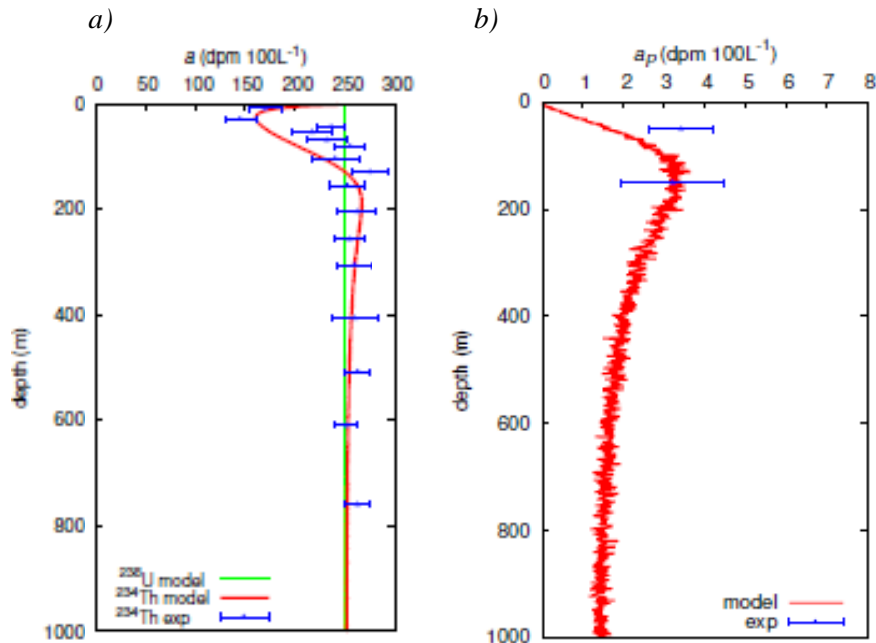 a)
a (dpm 100L⁻¹)
0 50 100 150 200 250 300
0
200
400
600
800
1000
depth (m)
²³⁸U model
²³⁴Th model
²³⁴Th exp
b)
aₚ (dpm 100L⁻¹)
0 1 2 3 4 5 6 7 8
0
200
400
600
800
1000
depth (m)
model
exp